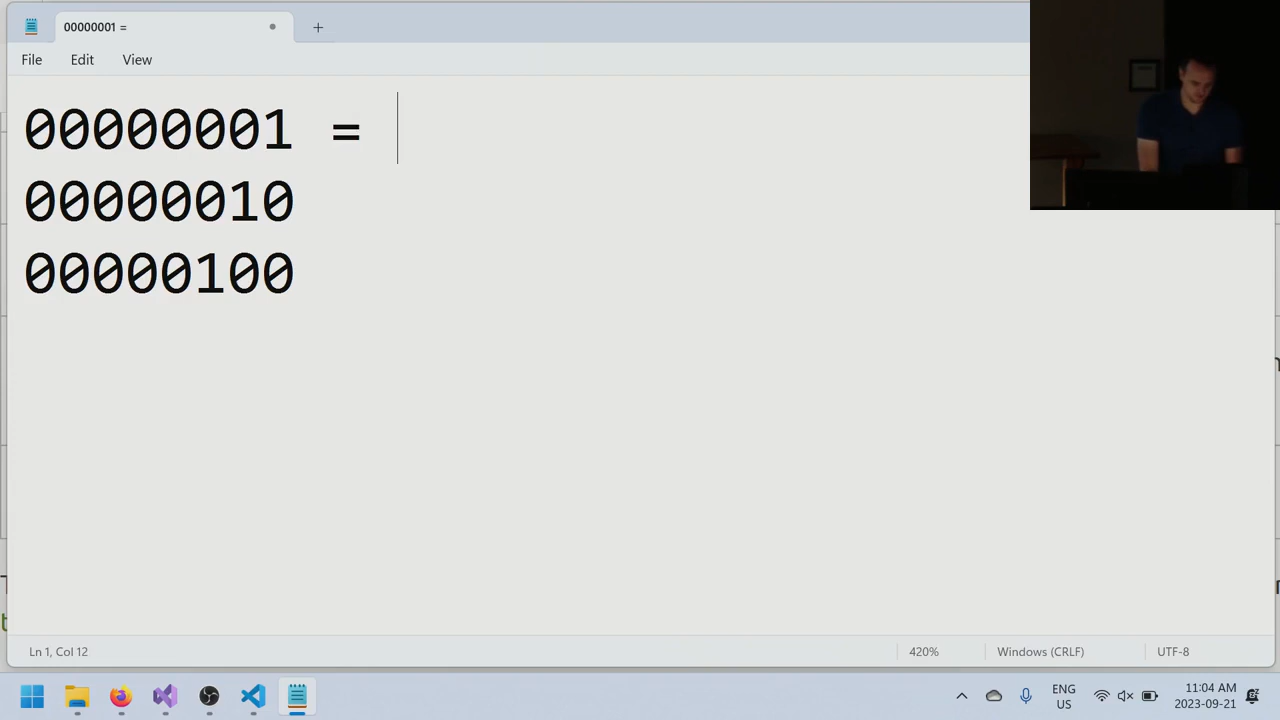 00000001 =
File Edit View
00000001 =
00000010
00000100
Ln 1, Col 12
420%
Windows (CRLF)
UTF-8
ENG
US
11:04 AM
2023-09-21